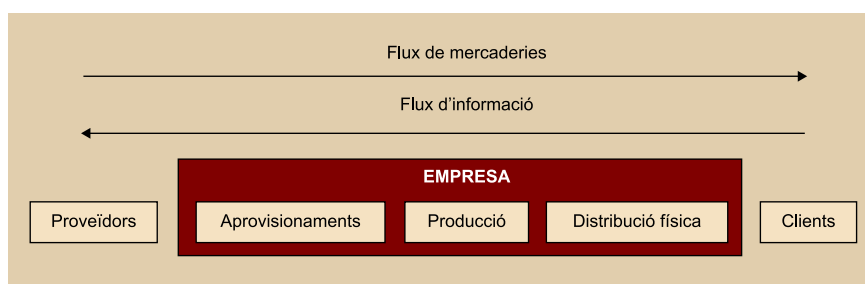 Flux de mercaderies
Flux d’informació
EMPRESA
Proveïdors
Aprovisionaments
Producció
Distribució física
Clients